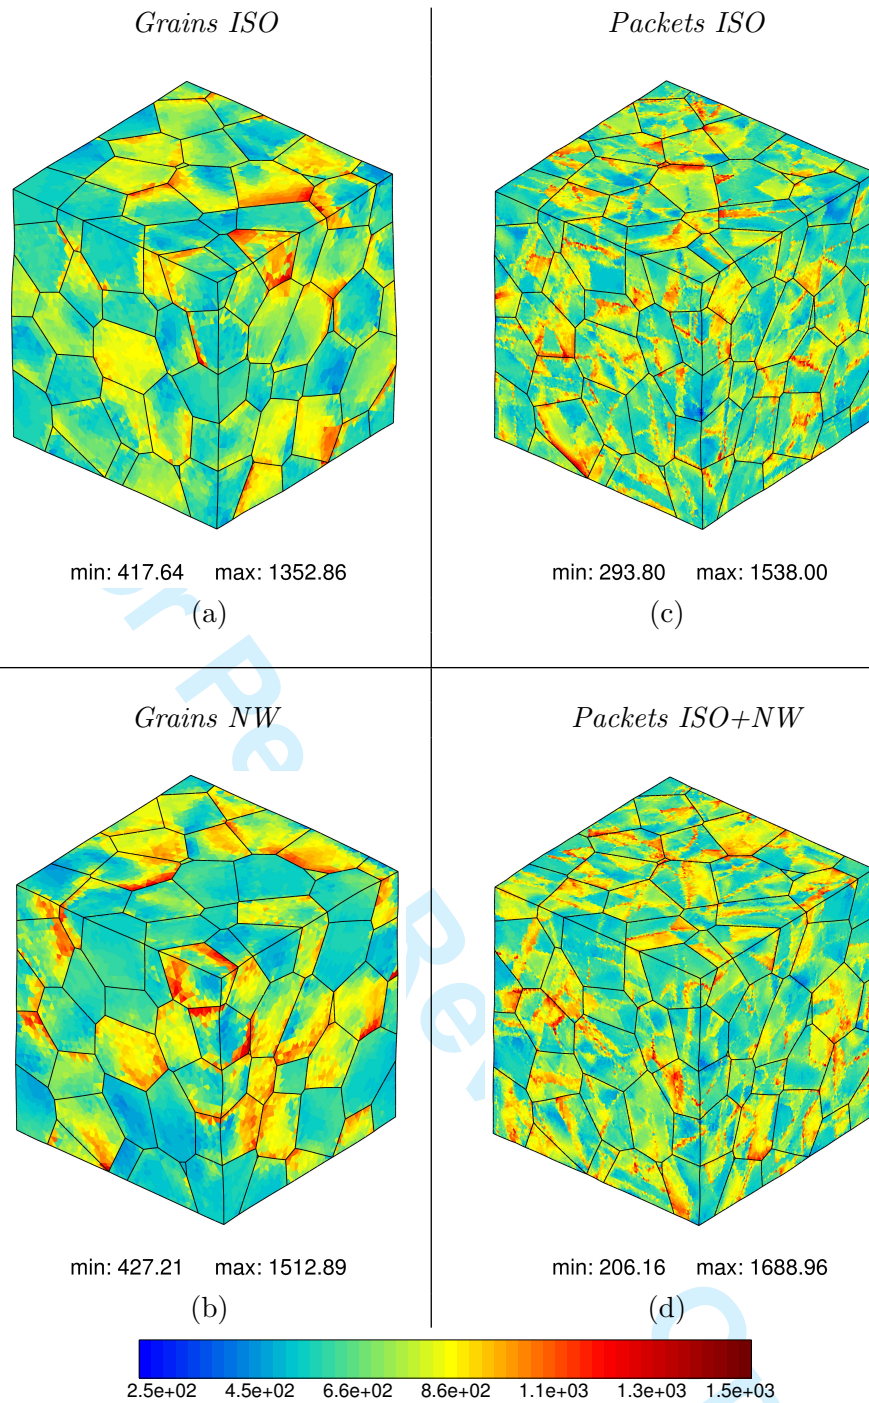 Grains ISO
Packets ISO
min: 417.64 max: 1352.86
min: 293.80 max: 1538.00
(a)
(c)
Grains NW
Packets ISO+NW
min: 427.21 max: 1512.89
min: 206.16 max: 1688.96
(b)
(d)
2.5e+02 4.5e+02 6.6e+02 8.6e+02 1.1e+03 1.3e+03 1.5e+03